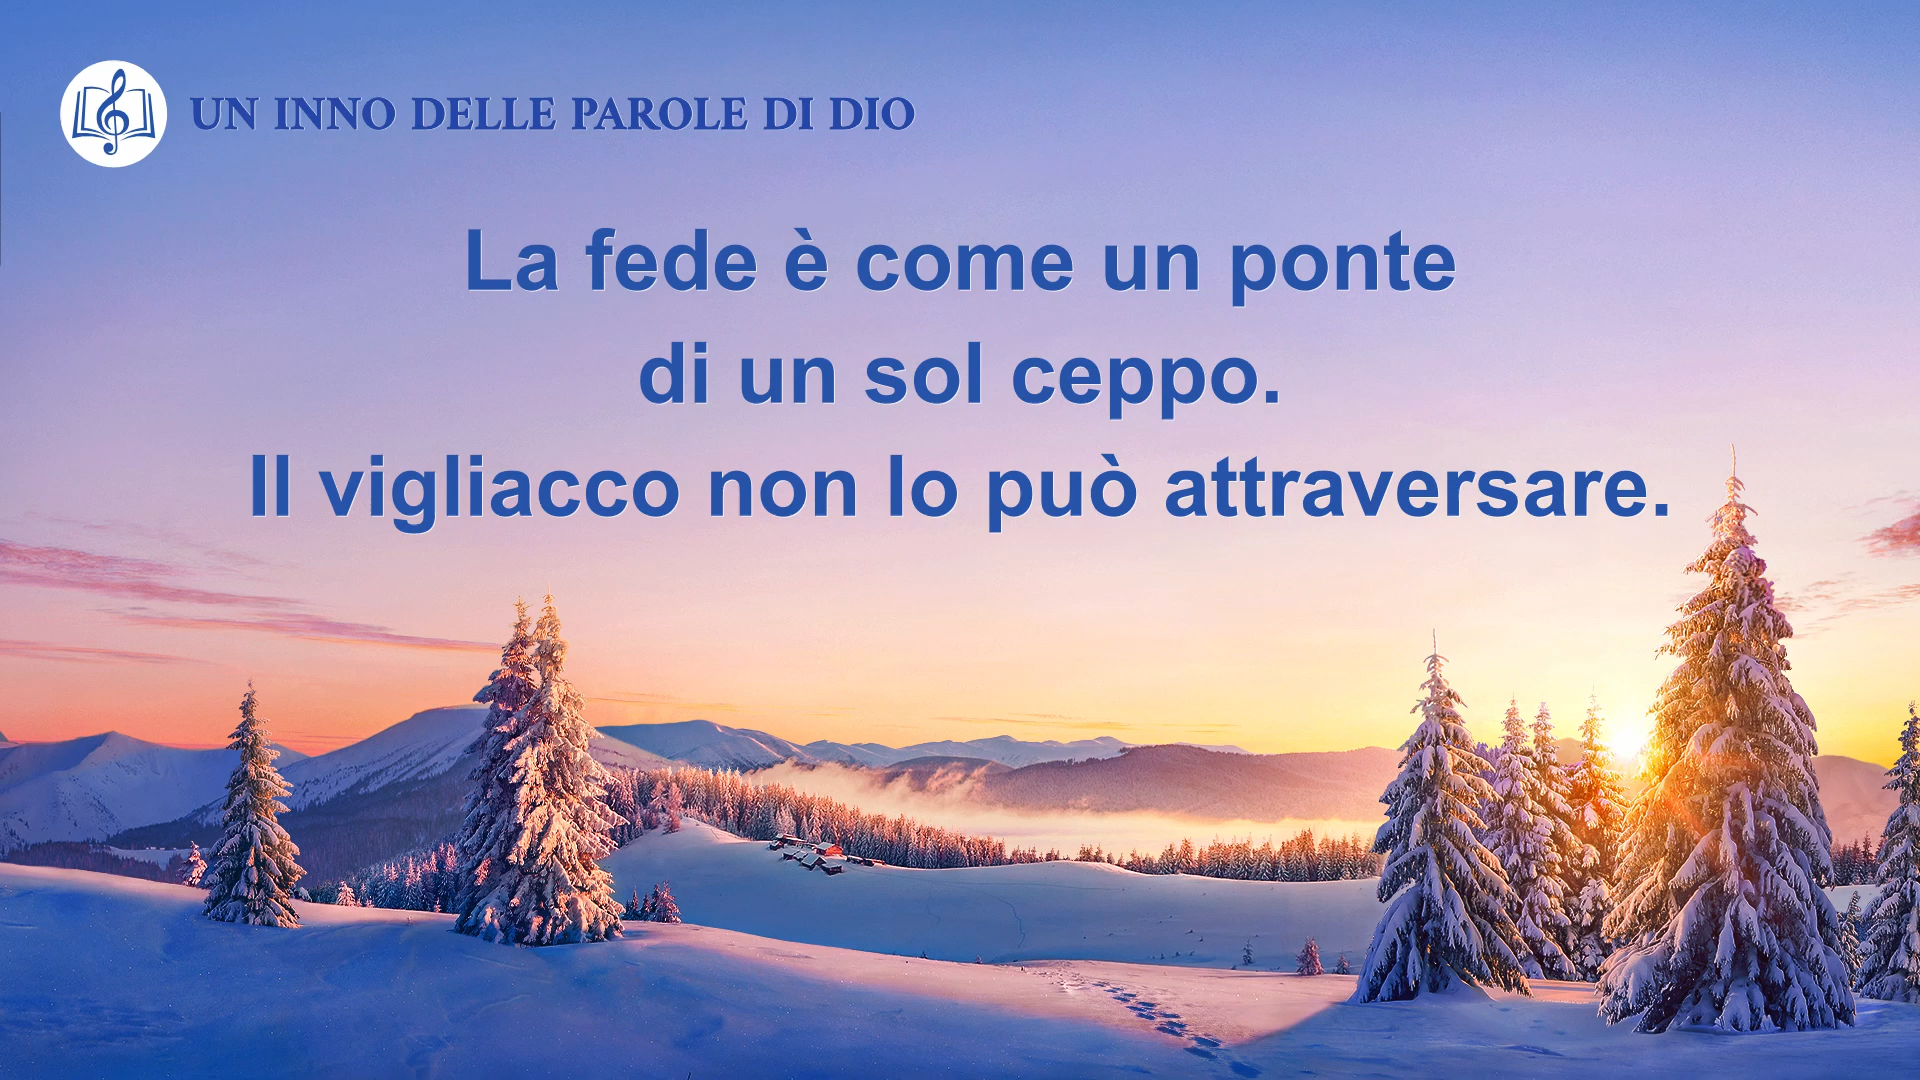 UN INNO DELLE PAROLE DI DIO
La fede è come un ponte
di un sol ceppo.
Il vigliacco non lo può attraversare.